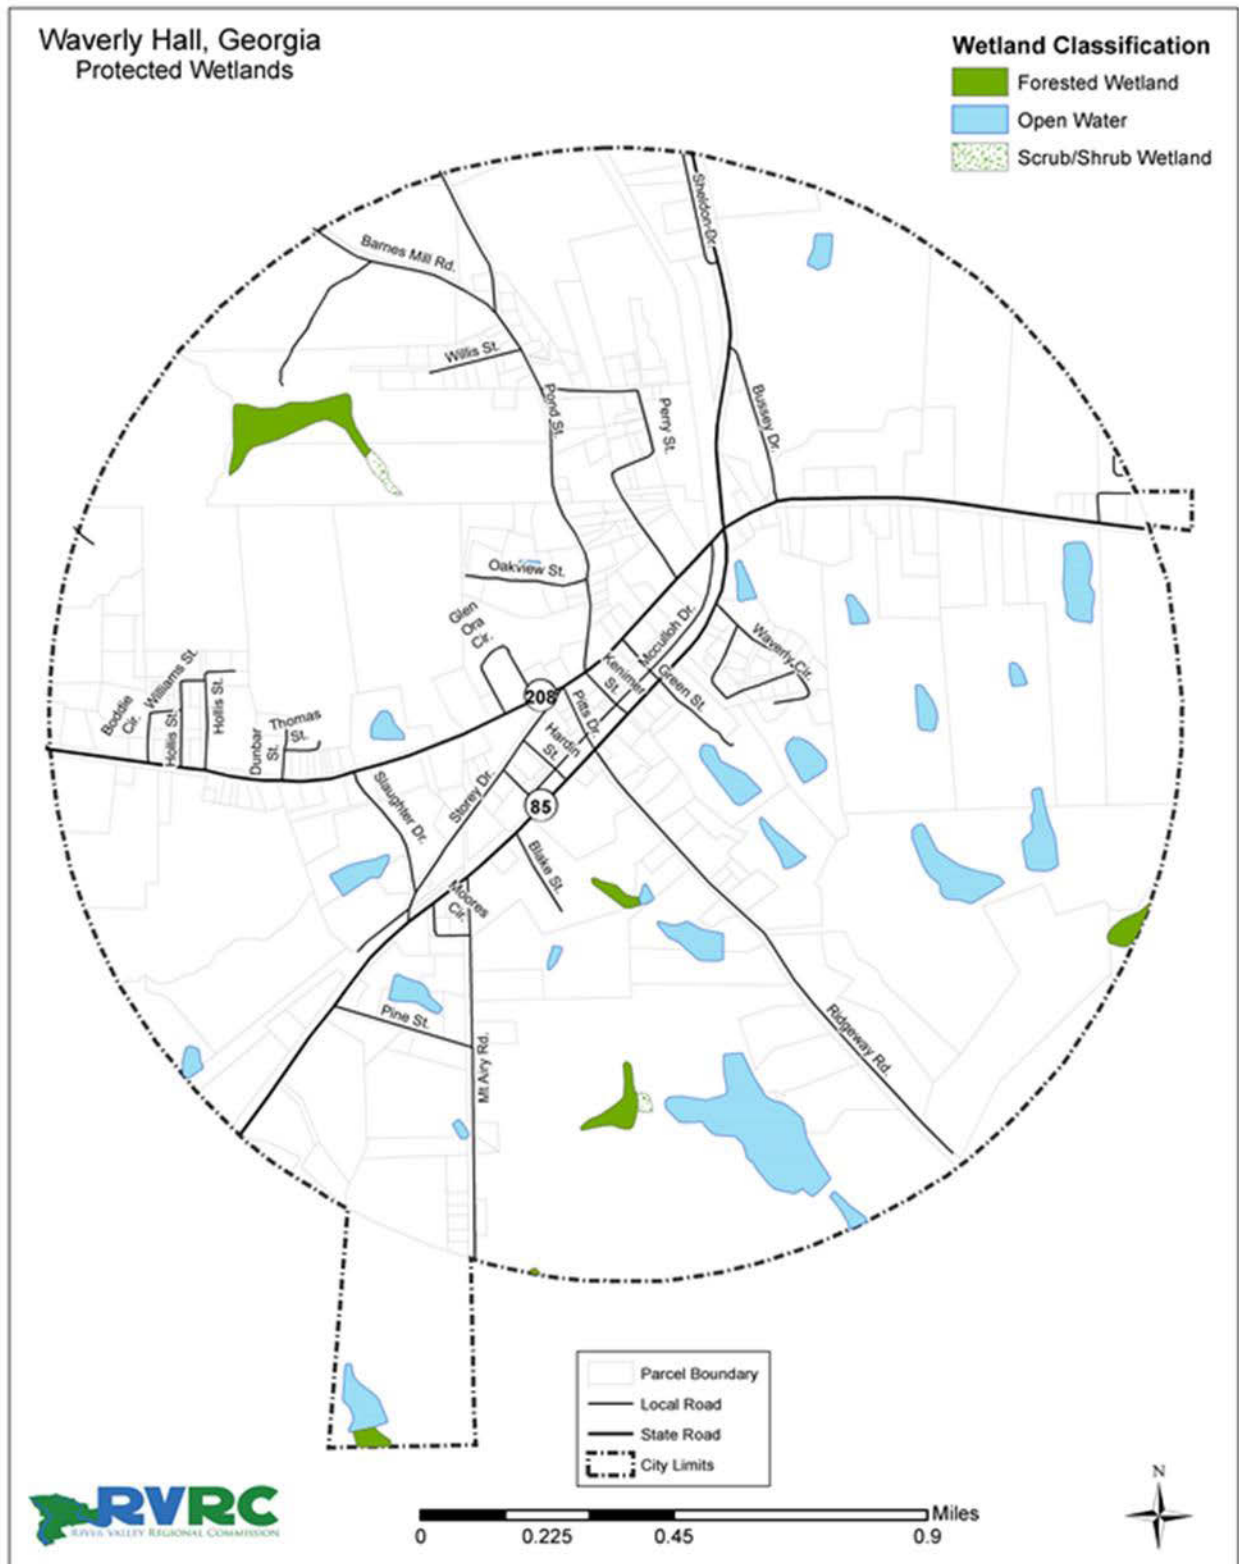 Waverly Hall, Georgia
Protected Wetlands
Wetland Classification
Forested Wetland
Open Water
Scrub/Shrub Wetland
Sheldon Dr.
Barnes Mill Rd.
Willis St.
Pond St.
Perry St.
Bussey Dr.
Oakview St.
Glen
Ora
Cir.
Mcculloh Dr.
Waverly Cir.
Kenimer
St.
Green St.
208
Pitts Dr.
Hardin
St.
Boddie
Cir.
Williams St.
Hollis St.
Hollis St.
Dunbar
St.
Thomas
St.
Slaughter Dr.
Storey Dr.
85
Blake St.
Moores
Cir.
Pine St.
Mt Airy Rd.
Ridgeway Rd.
Parcel Boundary
Local Road
State Road
City Limits
RVRC
RIVER VALLEY REGIONAL COMMISSION
Miles
0 0.225 0.45 0.9
N